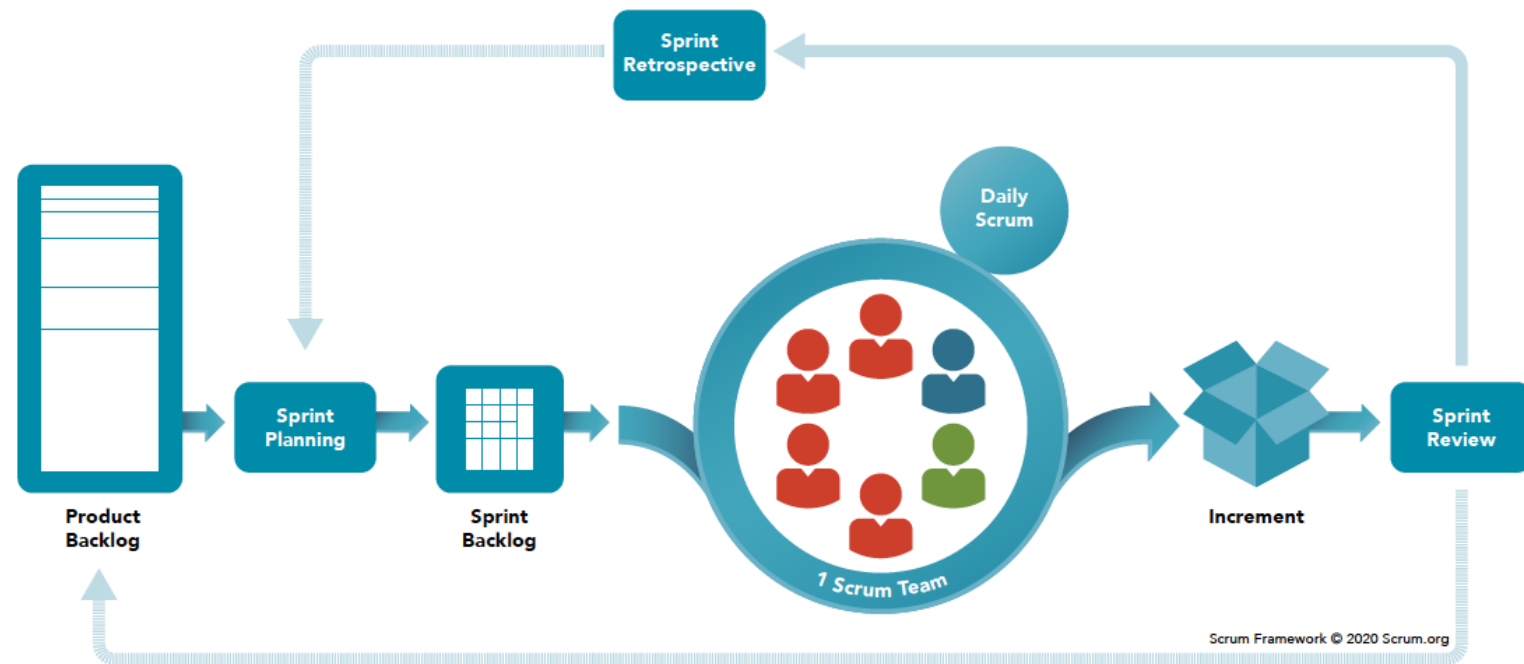 Sprint
Retrospective
Daily
Scrum
Sprint
Planning
Sprint
Review
Product
Backlog
Sprint
Backlog
1 Scrum Team
Increment
Scrum Framework © 2020 Scrum.org